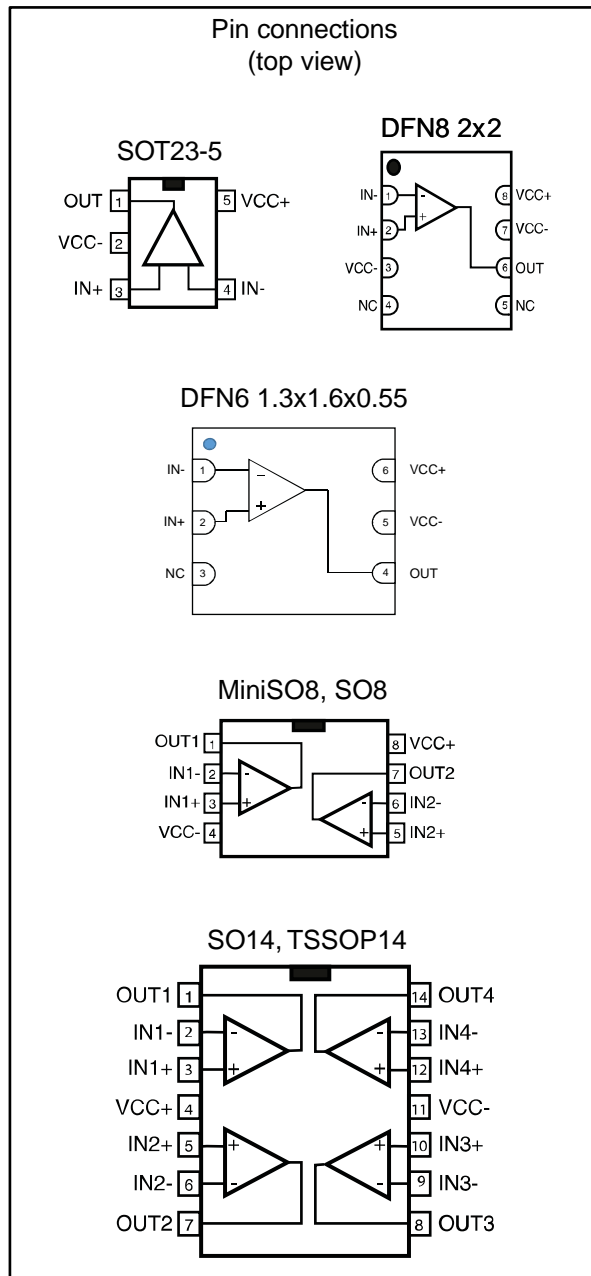 Pin connections
(top view)
SOT23-5
OUT 1 5 VCC+
VCC- 2
IN+ 3 4 IN-
DFN8 2x2
IN- 1 - 8 VCC+
IN+ 2 + 7 VCC-
VCC- 3 6 OUT
NC 4 5 NC
DFN6 1.3x1.6x0.55
IN- 1 - 6 VCC+
IN+ 2 + 5 VCC-
NC 3 4 OUT
MiniSO8, SO8
OUT1 1 8 VCC+
IN1- 2 - 7 OUT2
IN1+ 3 + - 6 IN2-
VCC- 4 + 5 IN2+
SO14, TSSOP14
OUT1 1 14 OUT4
IN1- 2 - - 13 IN4-
IN1+ 3 + + 12 IN4+
VCC+ 4 11 VCC-
IN2+ 5 + + 10 IN3+
IN2- 6 - - 9 IN3-
OUT2 7 8 OUT3